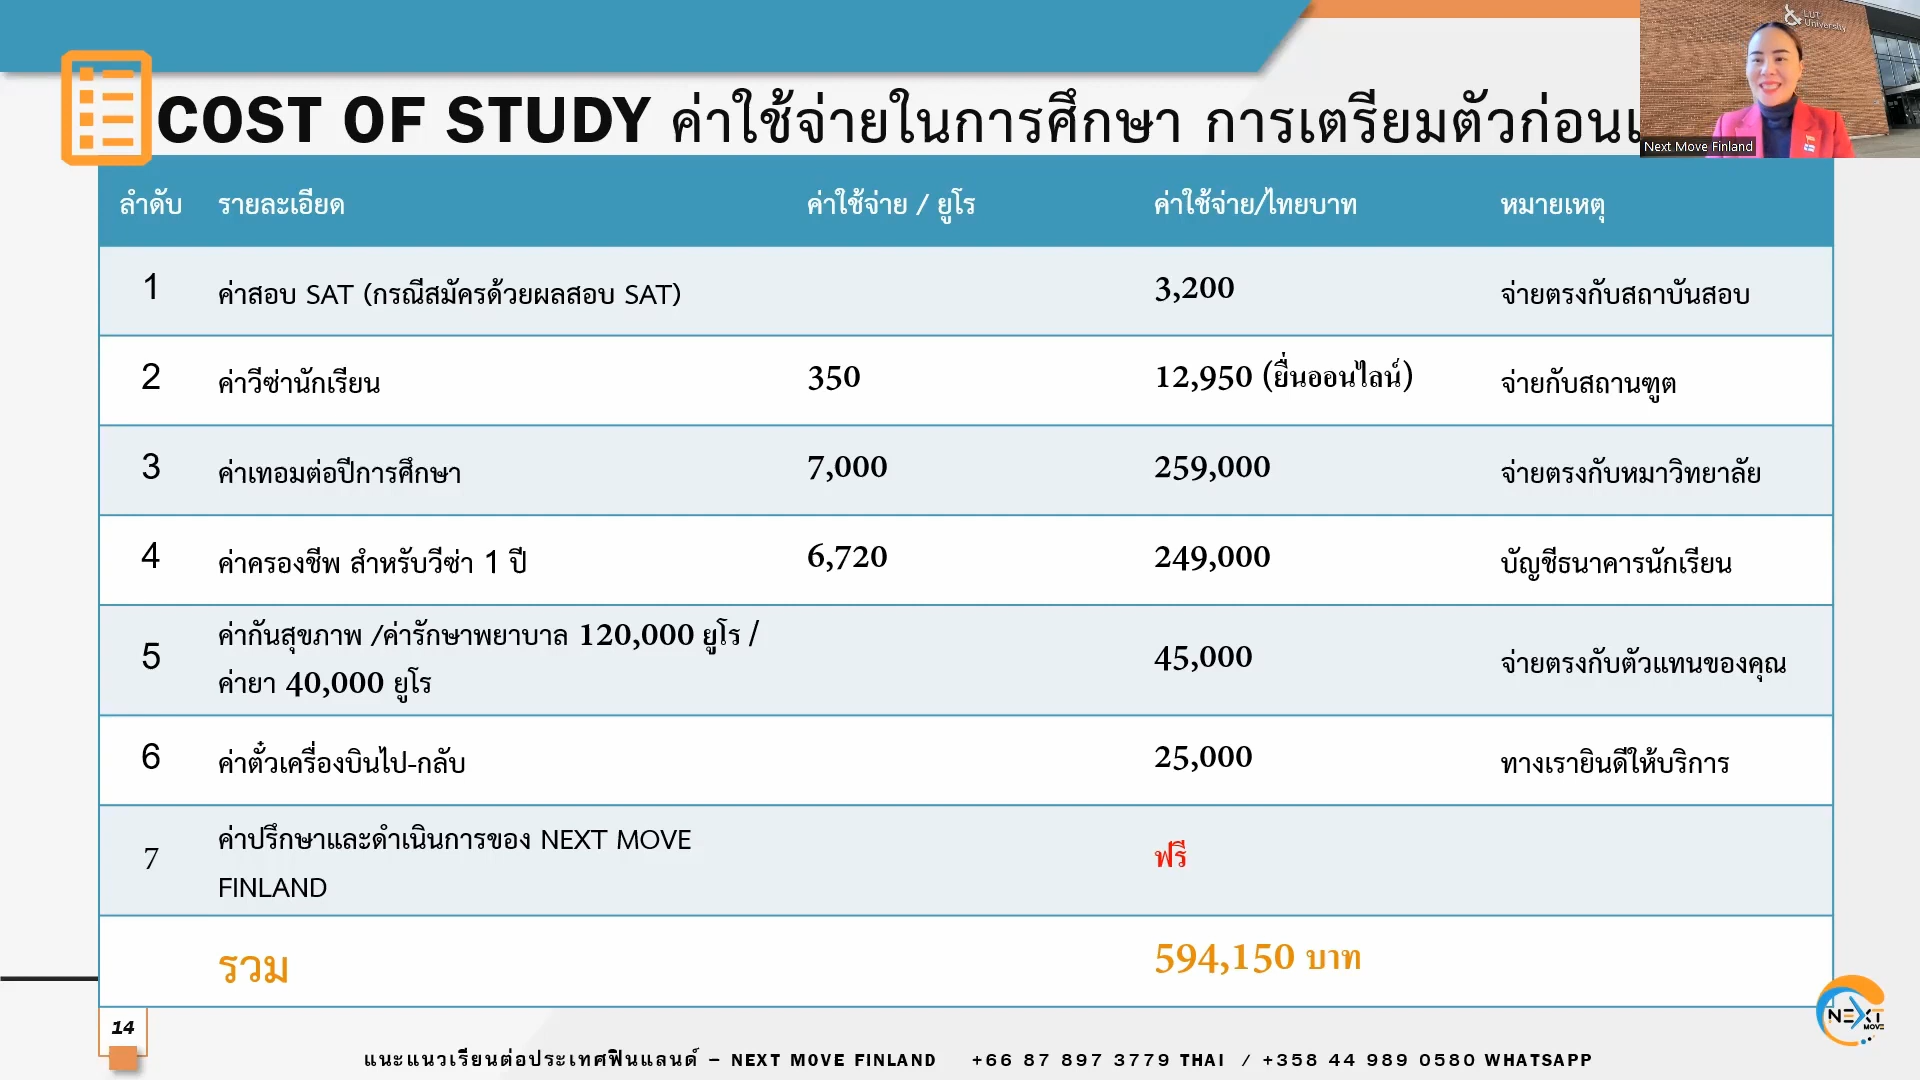 COST OF STUDY ค่าใช้จ่ายในการศึกษา การเตรียมตัวก่อน
& LUT University
Next Move Finland
ลำดับ รายละเอียด ค่าใช้จ่าย / ยูโร ค่าใช้จ่าย/ไทยบาท หมายเหตุ
1 ค่าสอบ SAT (กรณีสมัครด้วยผลสอบ SAT) 3,200 จ่ายตรงกับสถาบันสอบ
2 ค่าวีซ่านักเรียน 350 12,950 (ยื่นออนไลน์) จ่ายกับสถานฑูต
3 ค่าเทอมต่อปีการศึกษา 7,000 259,000 จ่ายตรงกับหมาวิทยาลัย
4 ค่าครองชีพ สำหรับวีซ่า 1 ปี 6,720 249,000 บัญชีธนาคารนักเรียน
5 ค่ากันสุขภาพ /ค่ารักษาพยาบาล 120,000 ยูโร /
ค่ายา 40,000 ยูโร 45,000 จ่ายตรงกับตัวแทนของคุณ
6 ค่าตั๋วเครื่องบินไป-กลับ 25,000 ทางเรายินดีให้บริการ
7 ค่าปรึกษาและดำเนินการของ NEXT MOVE
FINLAND ฟรี
รวม 594,150 บาท
NEXT
MOVE
14
แนะแนวเรียนต่อประเทศฟินแลนด์ – NEXT MOVE FINLAND +66 87 897 3779 THAI / +358 44 989 0580 WHATSAPP